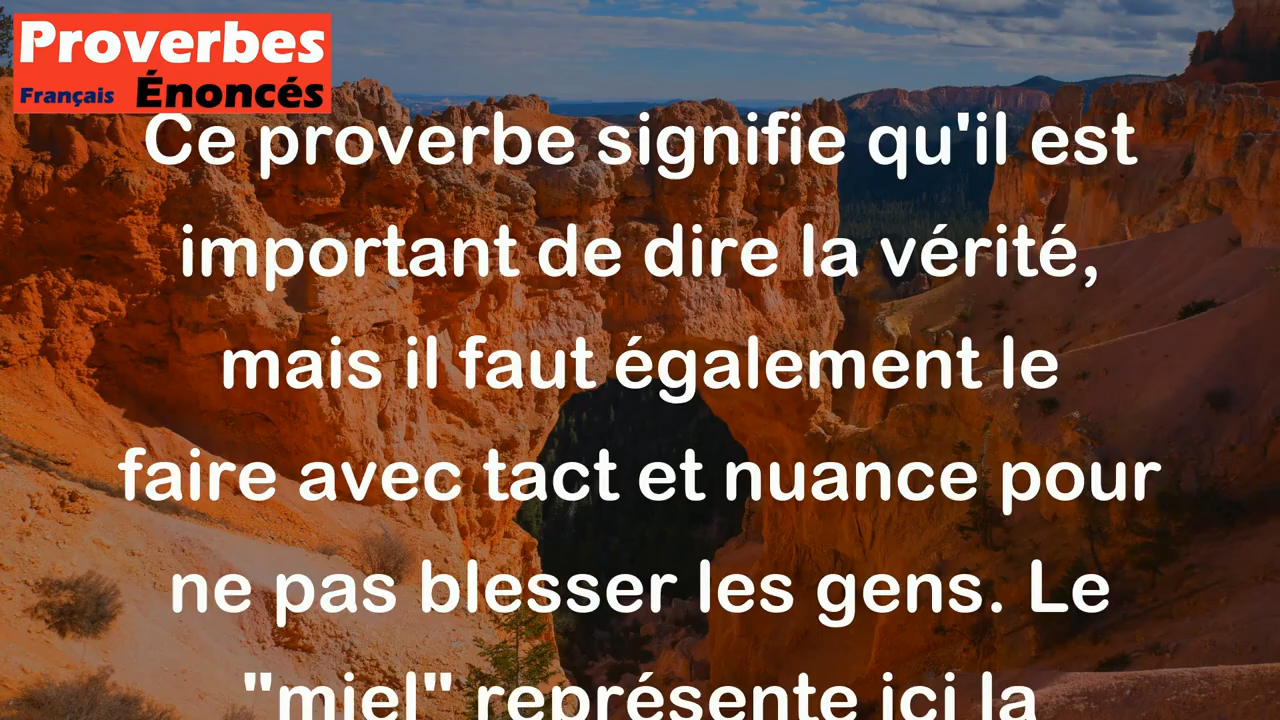 Proverbes
Français Énoncés
Ce proverbe signifie qu'il est
important de dire la vérité,
mais il faut également le
faire avec tact et nuance pour
ne pas blesser les gens. Le
"miel" représente ici la